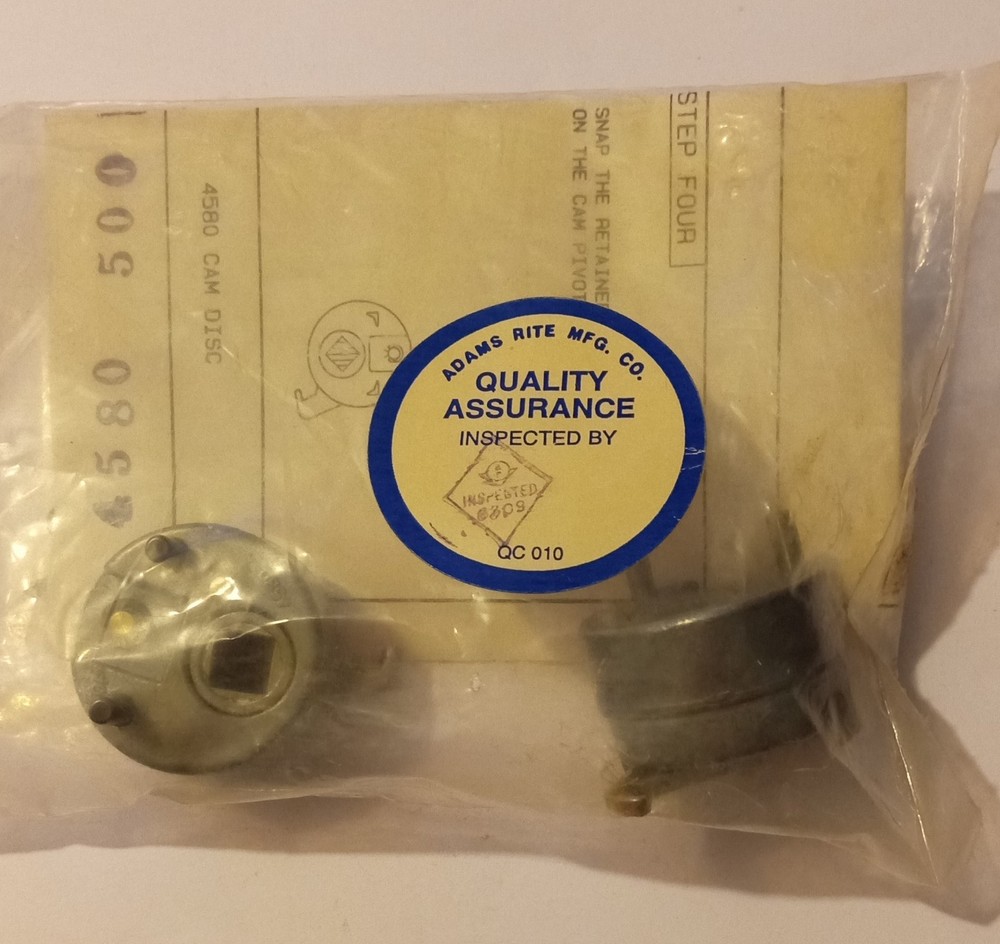 STEP FOUR
SNAP THE RETAINE
ON THE CAM PIVOT
4580 CAM DISC
4580 500
ADAMS RITE MFG. CO.
QUALITY
ASSURANCE
INSPECTED BY
INSPECTED
QC 010